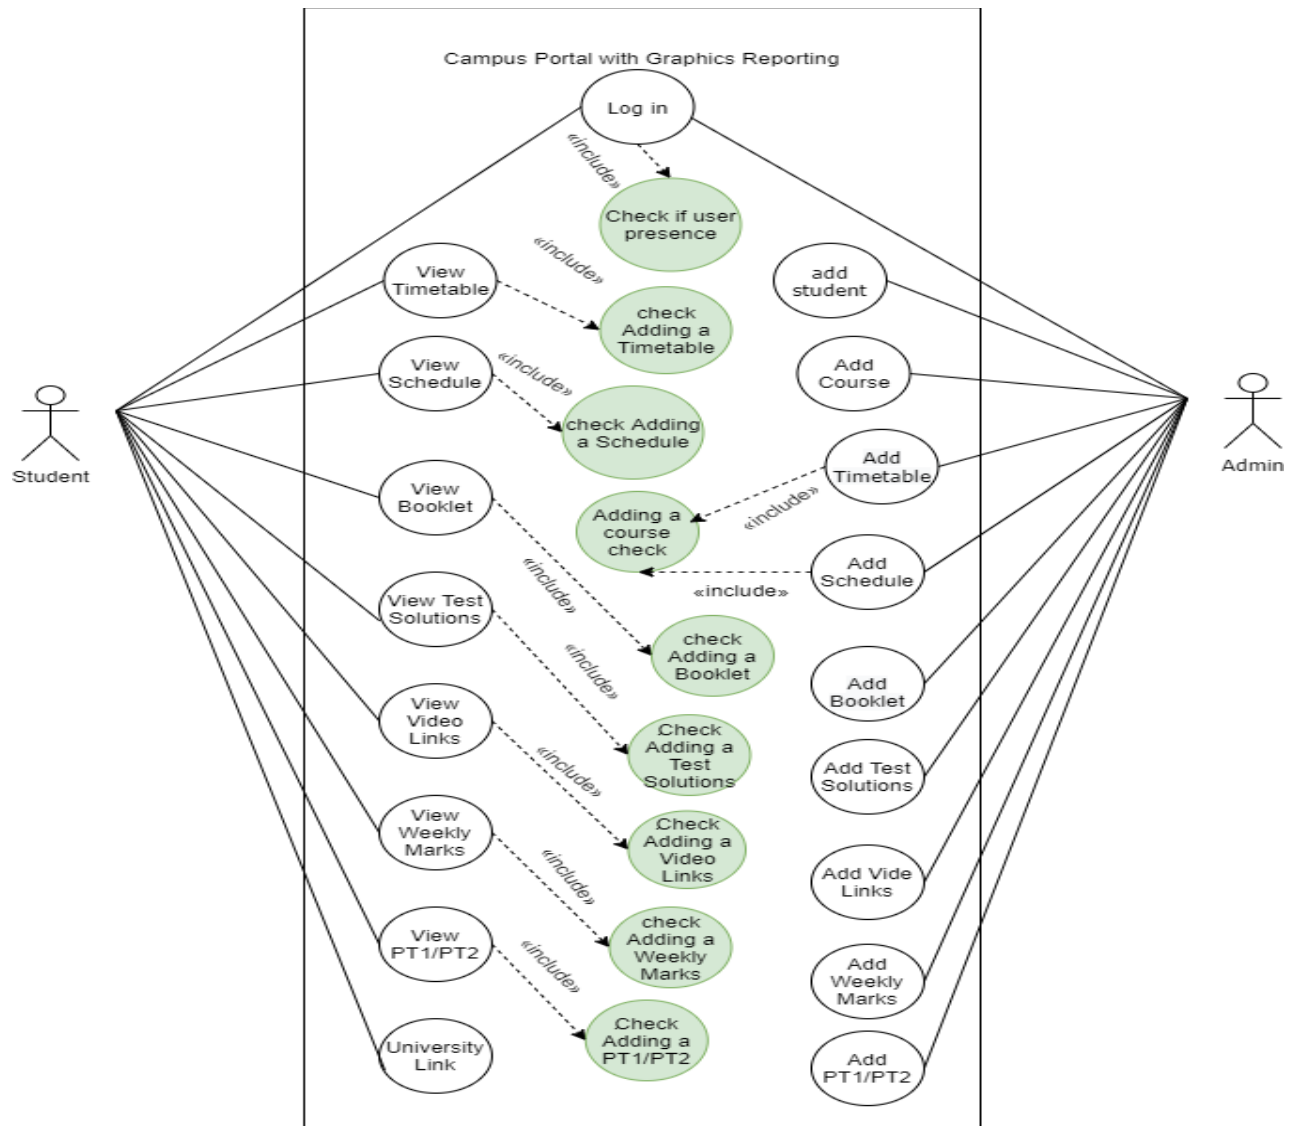 Campus Portal with Graphics Reporting
Log in
«include»
Check if user
presence
«include»
View
Timetable
add
student
check
Adding a
Timetable
View
Schedule
«include»
Add
Course
check Adding
a Schedule
Student
Admin
View
Booklet
Add
Timetable
«include»
Adding a
course
check
Add
Schedule
«include»
«include»
View Test
Solutions
check
Adding a
Booklet
«include»
Add
Booklet
View
Video
Links
Check
Adding a
Test
Solutions
Add Test
Solutions
«include»
View
Weekly
Marks
Check
Adding a
Video
Links
Add Vide
Links
«include»
View
PT1/PT2
check
Adding a
Weekly
Marks
Add
Weekly
Marks
«include»
University
Link
Check
Adding a
PT1/PT2
Add
PT1/PT2